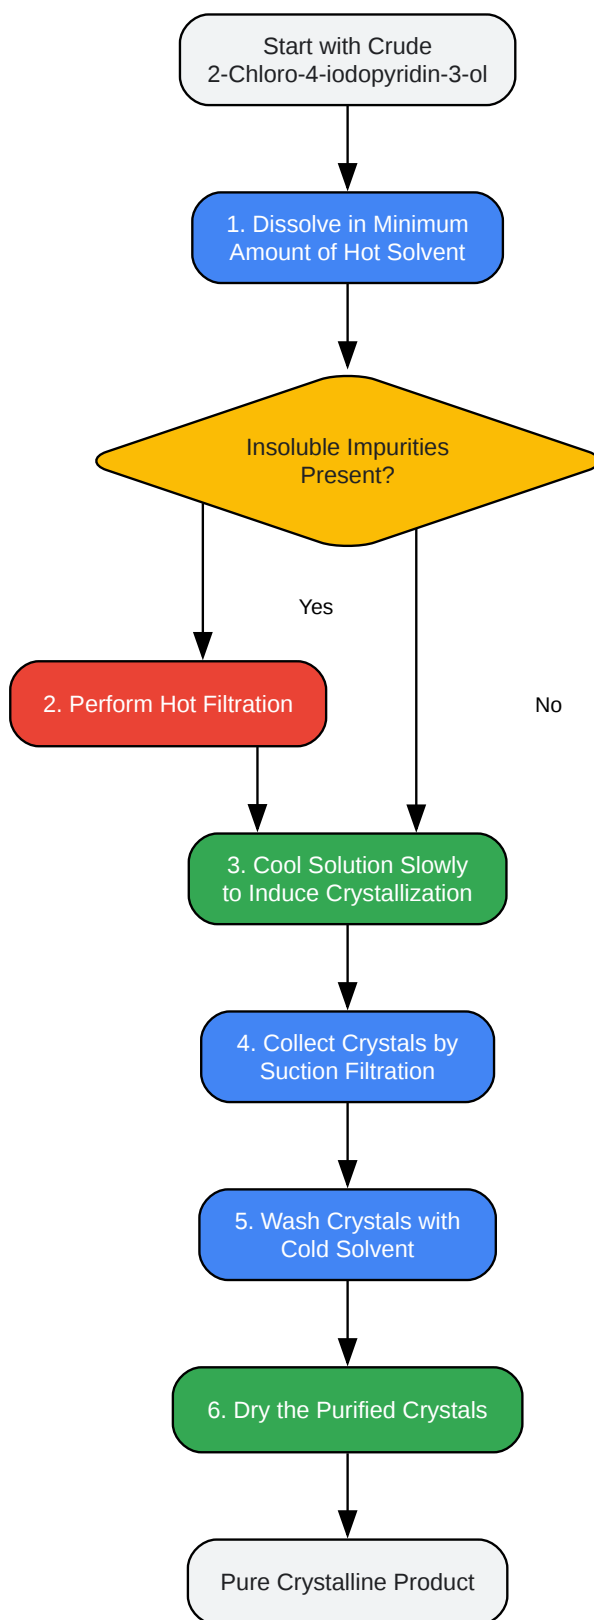 Start with Crude
2-Chloro-4-iodopyridin-3-ol
1. Dissolve in Minimum
Amount of Hot Solvent
Insoluble Impurities
Present?
Yes
2. Perform Hot Filtration
No
3. Cool Solution Slowly
to Induce Crystallization
4. Collect Crystals by
Suction Filtration
5. Wash Crystals with
Cold Solvent
6. Dry the Purified Crystals
Pure Crystalline Product